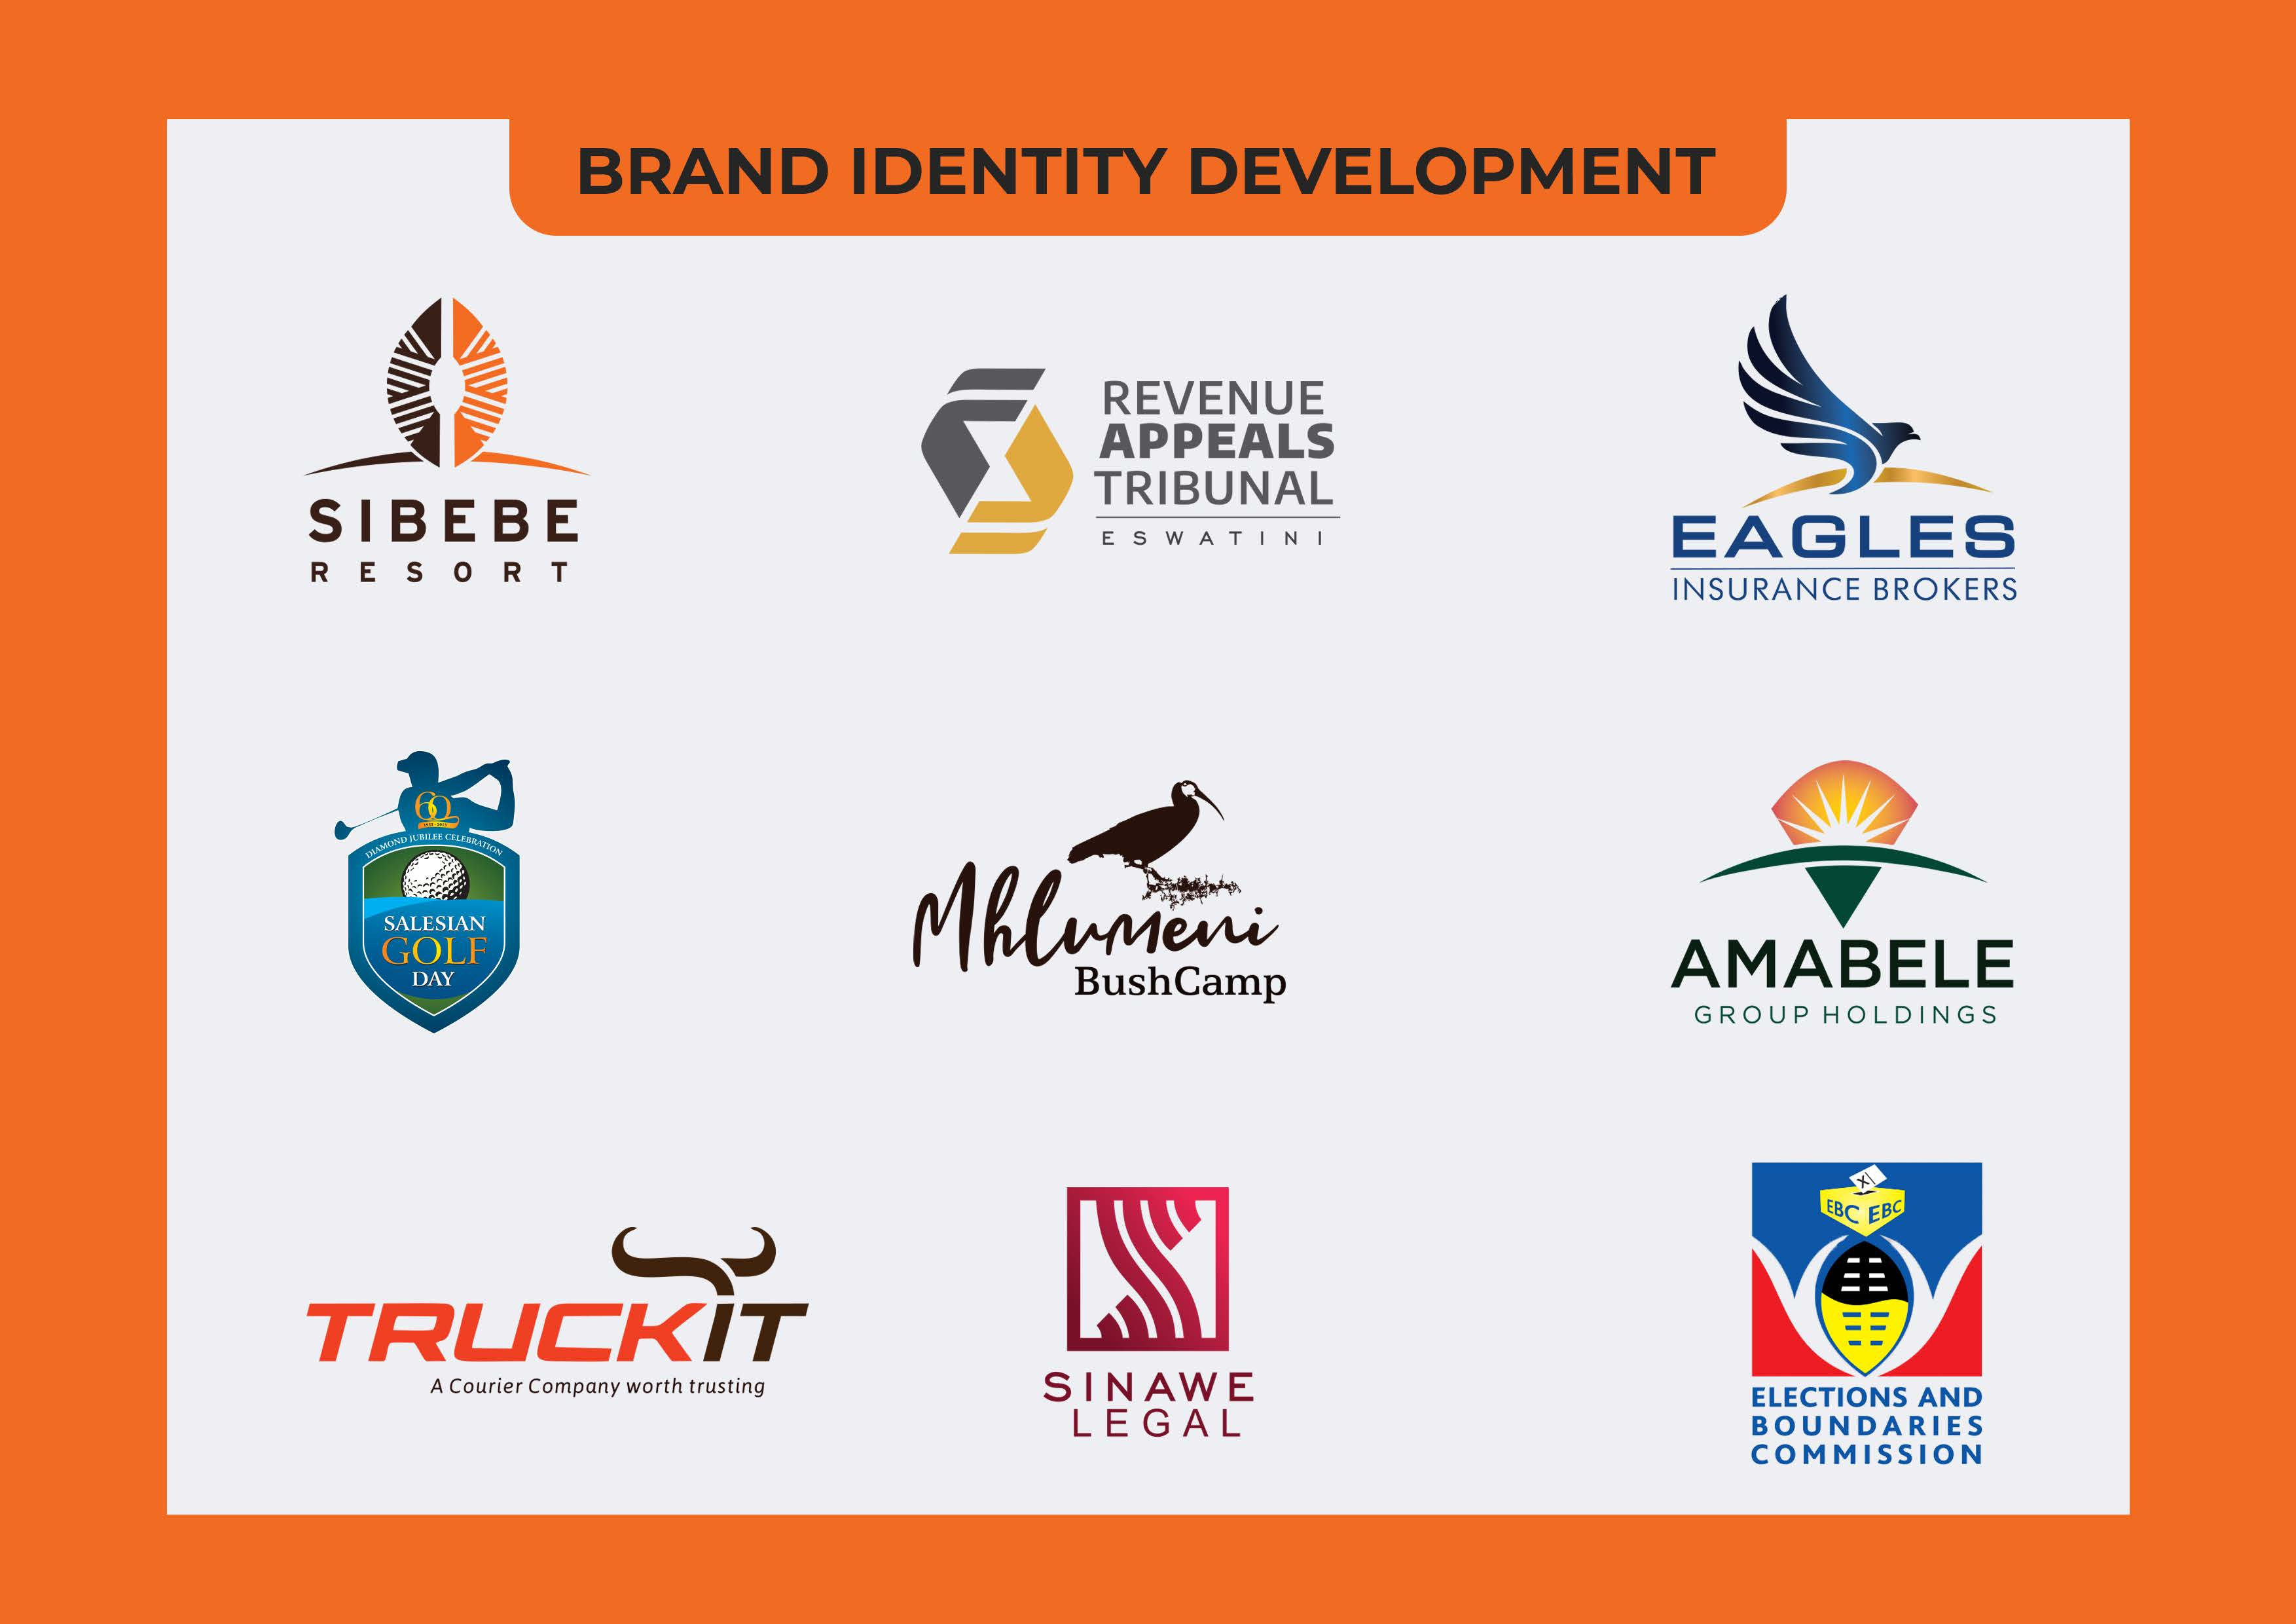 BRAND IDENTITY DEVELOPMENT
SIBEBE
RESORT
REVENUE
APPEALS
TRIBUNAL
ESWATINI
EAGLES
INSURANCE BROKERS
60
DIAMOND JUBILEE CELEBRATION
SALESIAN
GOLF
DAY
Mhlumeni
BushCamp
AMABELE
GROUP HOLDINGS
TRUCKIT
A Courier Company worth trusting
SINAWE
LEGAL
X
EBC EBC
ELECTIONS AND
BOUNDARIES
COMMISSION